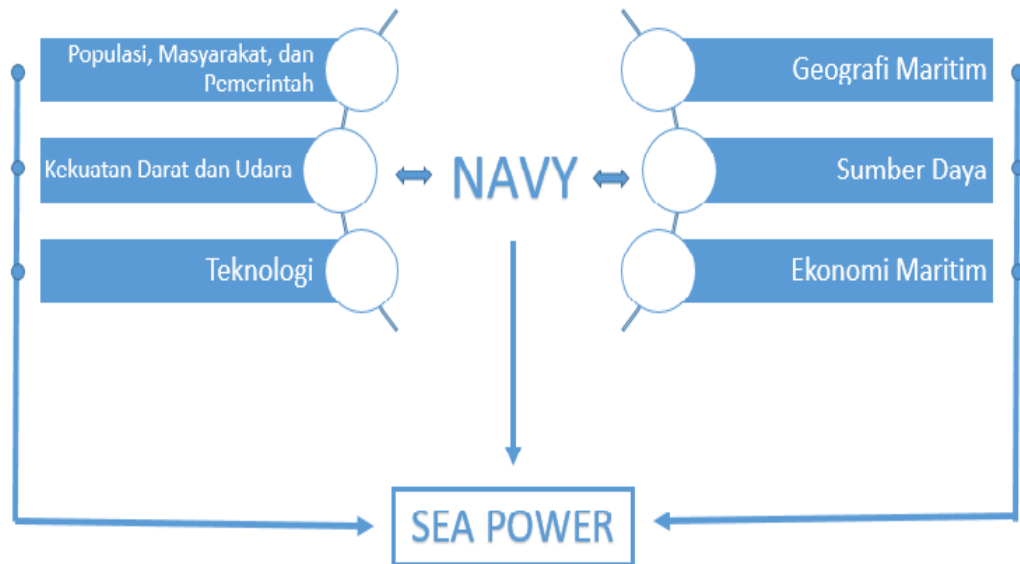 Populasi, Masyarakat, dan
Pemerintah
Geografi Maritim
Kekuatan Darat dan Udara
NAVY
Sumber Daya
Teknologi
Ekonomi Maritim
SEA POWER